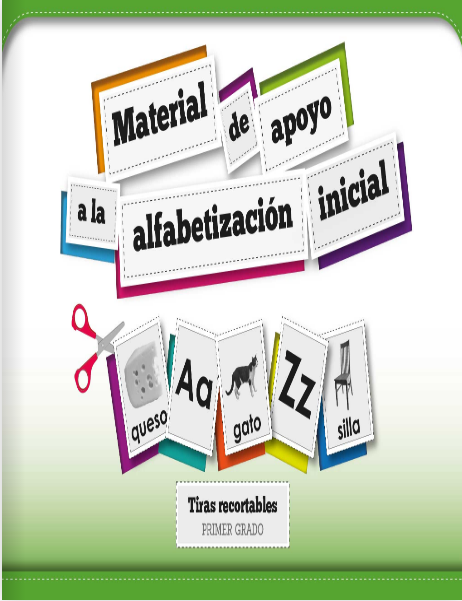 Material
de
apoyo
a la
alfabetización
inicial
queso
Aa
gato
Zz
silla
Tiras recortables
PRIMER GRADO